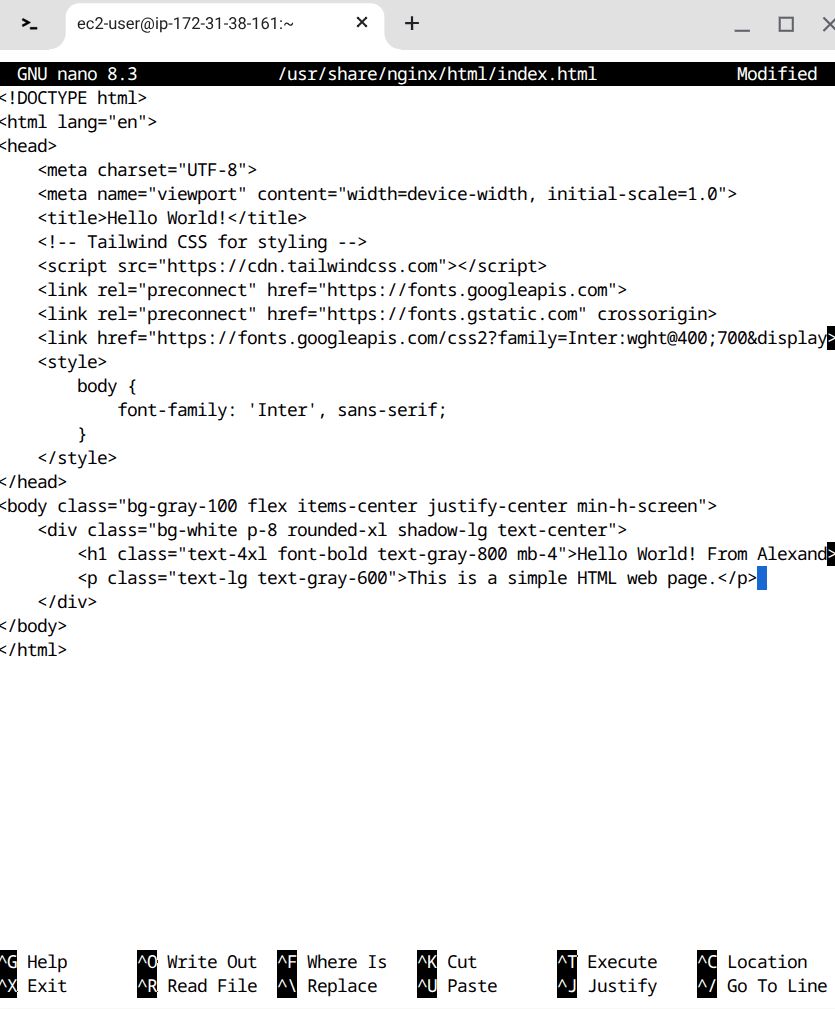 >_ ec2-user@ip-172-31-38-161:~
GNU nano 8.3 /usr/share/nginx/html/index.html Modified
<!DOCTYPE html>
<html lang="en">
<head>
    <meta charset="UTF-8">
    <meta name="viewport" content="width=device-width, initial-scale=1.0">
    <title>Hello World!</title>
    <!-- Tailwind CSS for styling -->
    <script src="https://cdn.tailwindcss.com"></script>
    <link rel="preconnect" href="https://fonts.googleapis.com">
    <link rel="preconnect" href="https://fonts.gstatic.com" crossorigin>
    <link href="https://fonts.googleapis.com/css2?family=Inter:wght@400;700&display>
    <style>
        body {
            font-family: 'Inter', sans-serif;
        }
    </style>
</head>
<body class="bg-gray-100 flex items-center justify-center min-h-screen">
    <div class="bg-white p-8 rounded-xl shadow-lg text-center">
        <h1 class="text-4xl font-bold text-gray-800 mb-4">Hello World! From Alexand>
        <p class="text-lg text-gray-600">This is a simple HTML web page.</p>
    </div>
</body>
</html>
^G Help ^O Write Out ^F Where Is ^K Cut ^T Execute ^C Location
^X Exit ^R Read File ^\ Replace ^U Paste ^J Justify ^/ Go To Line